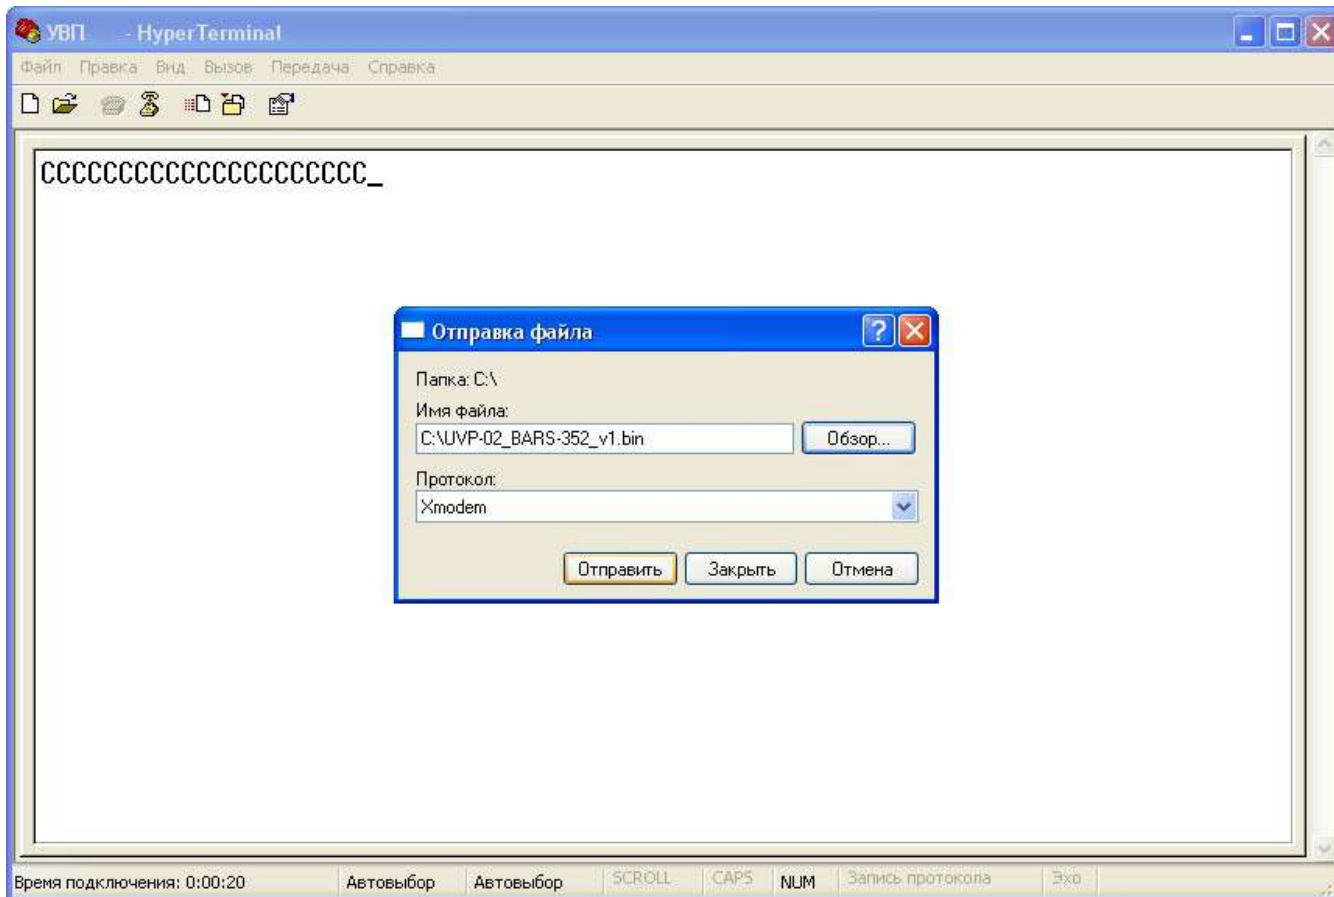 УВП - HyperTerminal
Файл Правка Вид Вызов Передача Справка
CCCCCCCCCCCCCCCCCCCCC_
Отправка файла
Папка: C:\
Имя файла:
C:\UVP-02_BARS-352_v1.bin Обзор...
Протокол:
Xmodem
Отправить Закрыть Отмена
Время подключения: 0:00:20 Автовыбор Автовыбор SCROLL CAPS NUM Запись протокола Эхо